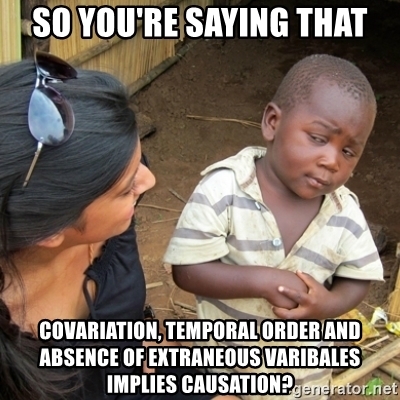 SO YOU'RE SAYING THAT
COVARIATION, TEMPORAL ORDER AND
ABSENCE OF EXTRANEOUS VARIBALES
IMPLIES CAUSATION?
generator.net